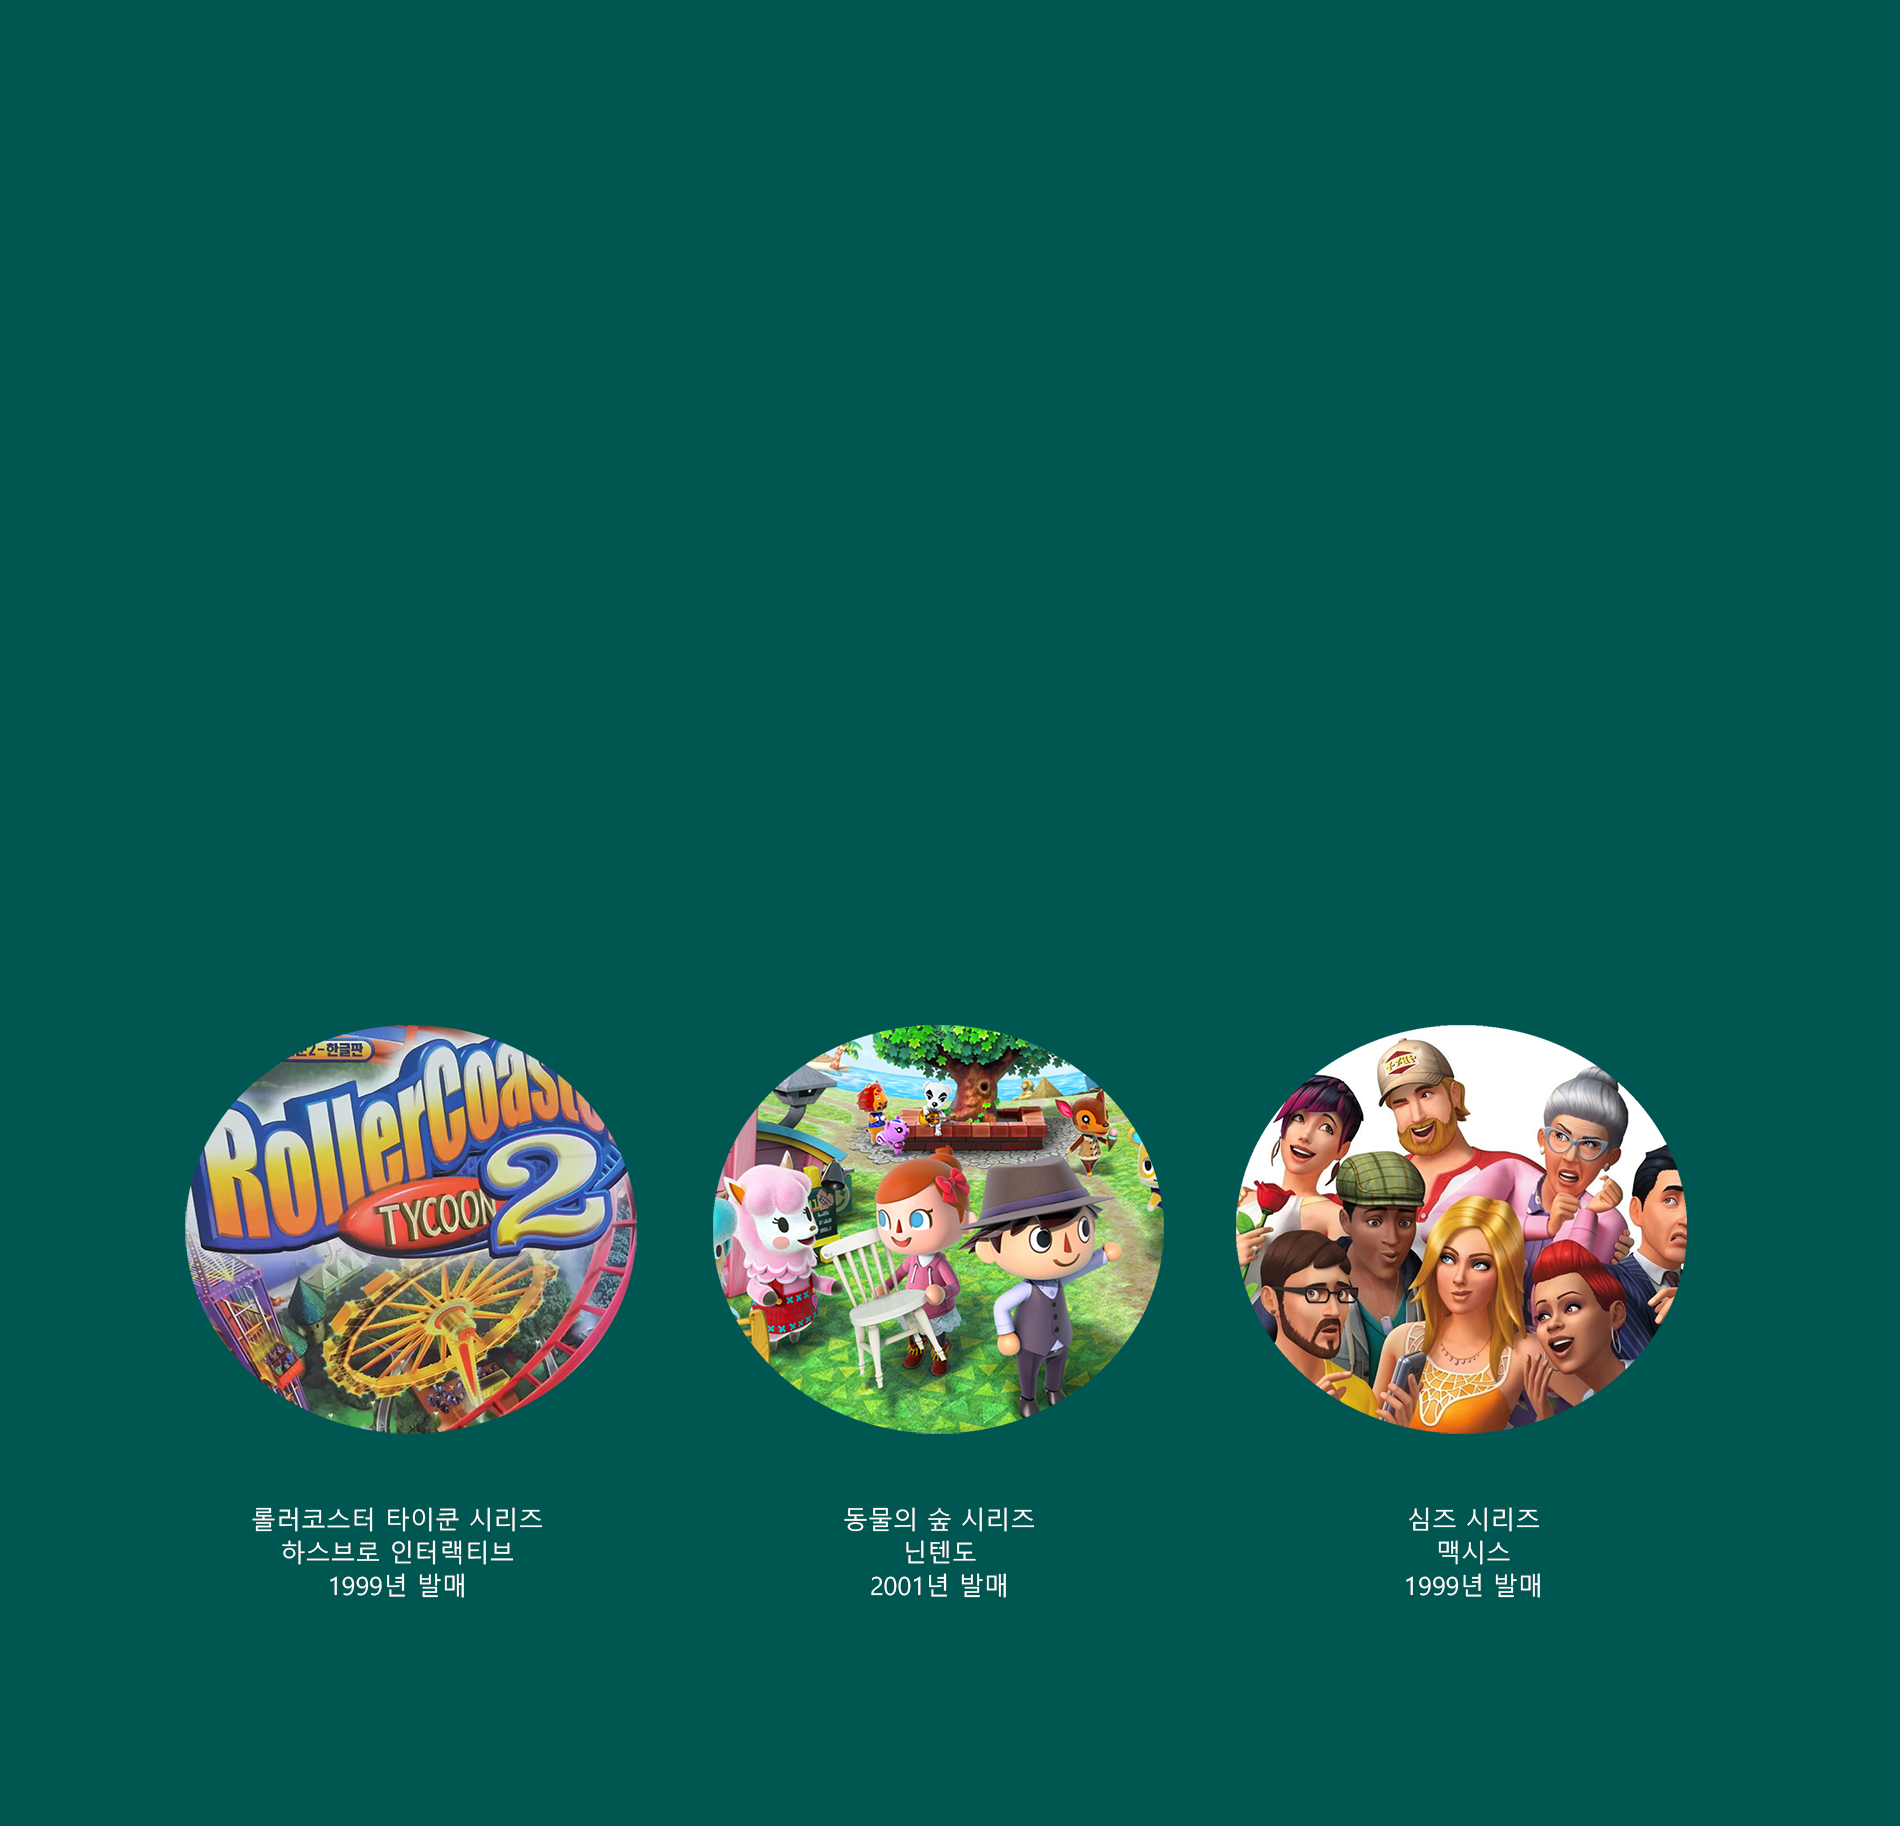 2-한글판
RollerCoast
TYCOON 2
롤러코스터 타이쿤 시리즈
하스브로 인터랙티브
1999년 발매
동물의 숲 시리즈
닌텐도
2001년 발매
심즈 시리즈
맥시스
1999년 발매